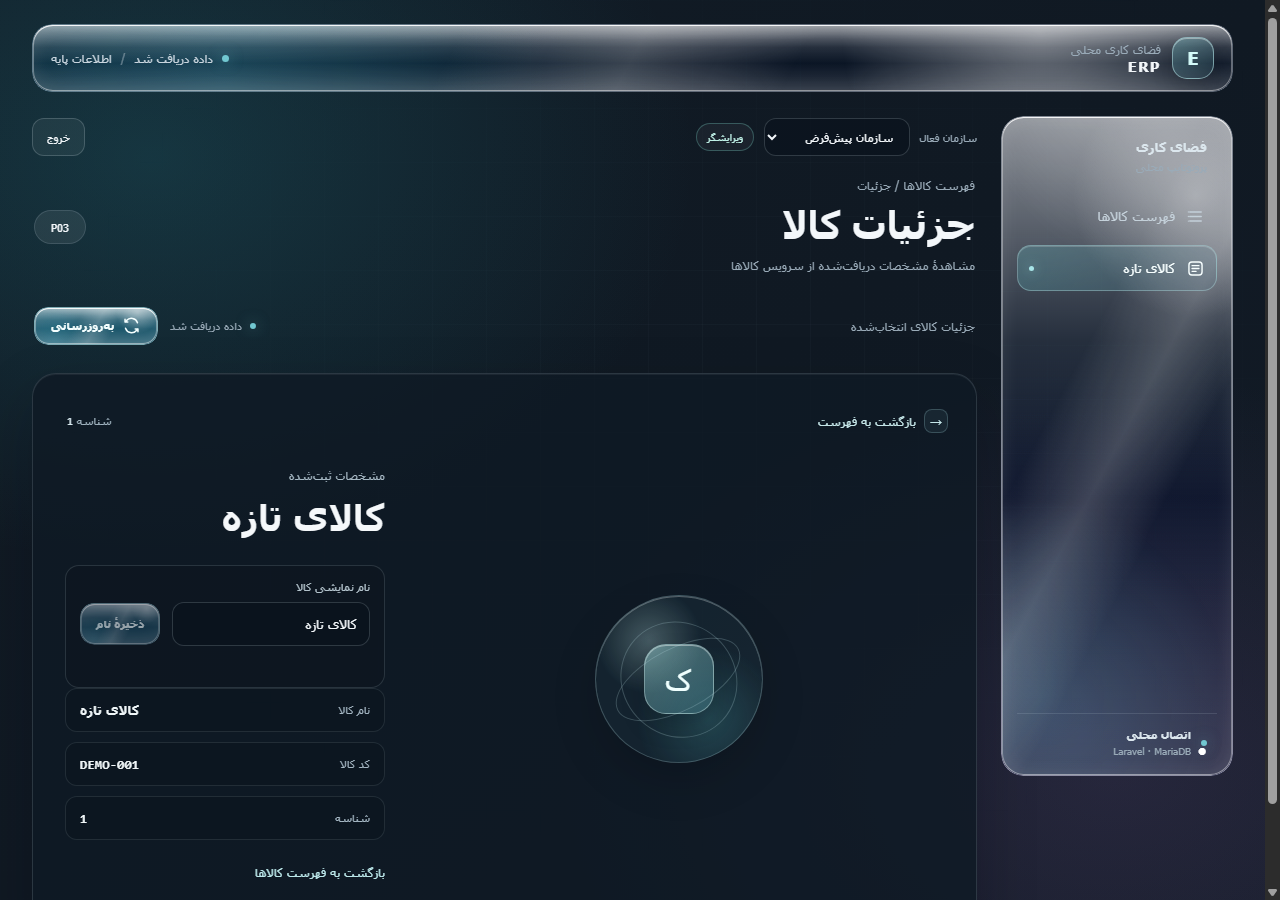 E
فضای کاری محلی
ERP
داده دریافت شد / اطلاعات پایه
فضای کاری
فهرست کالاها
کالای تازه
اتصال محلی
Laravel · MariaDB
سازمان فعال
سازمان پیش‌فرض
ویرایشگر
خروج
فهرست کالاها / جزئیات
جزئیات کالا
P03
مشاهدهٔ مشخصات دریافت‌شده از سرویس کالاها
جزئیات کالای انتخاب‌شده
داده دریافت شد
به‌روزرسانی
→ بازگشت به فهرست
شناسه 1
ک
مشخصات ثبت‌شده
کالای تازه
نام نمایشی کالا
کالای تازه
ذخیرهٔ نام
نام کالا
کالای تازه
کد کالا
DEMO-001
شناسه
1
بازگشت به فهرست کالاها